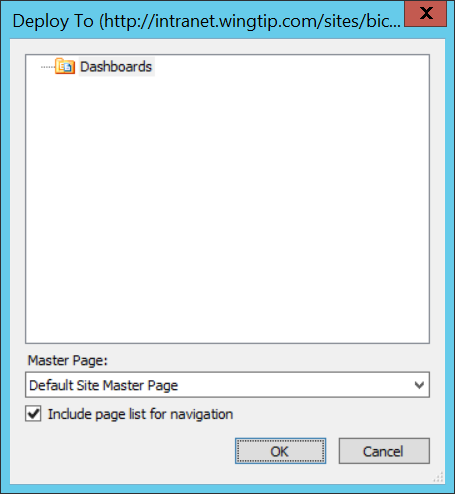 Deploy To (http://intranet.wingtip.com/sites/bic...
X
Dashboards
Master Page:
Default Site Master Page
Include page list for navigation
OK
Cancel